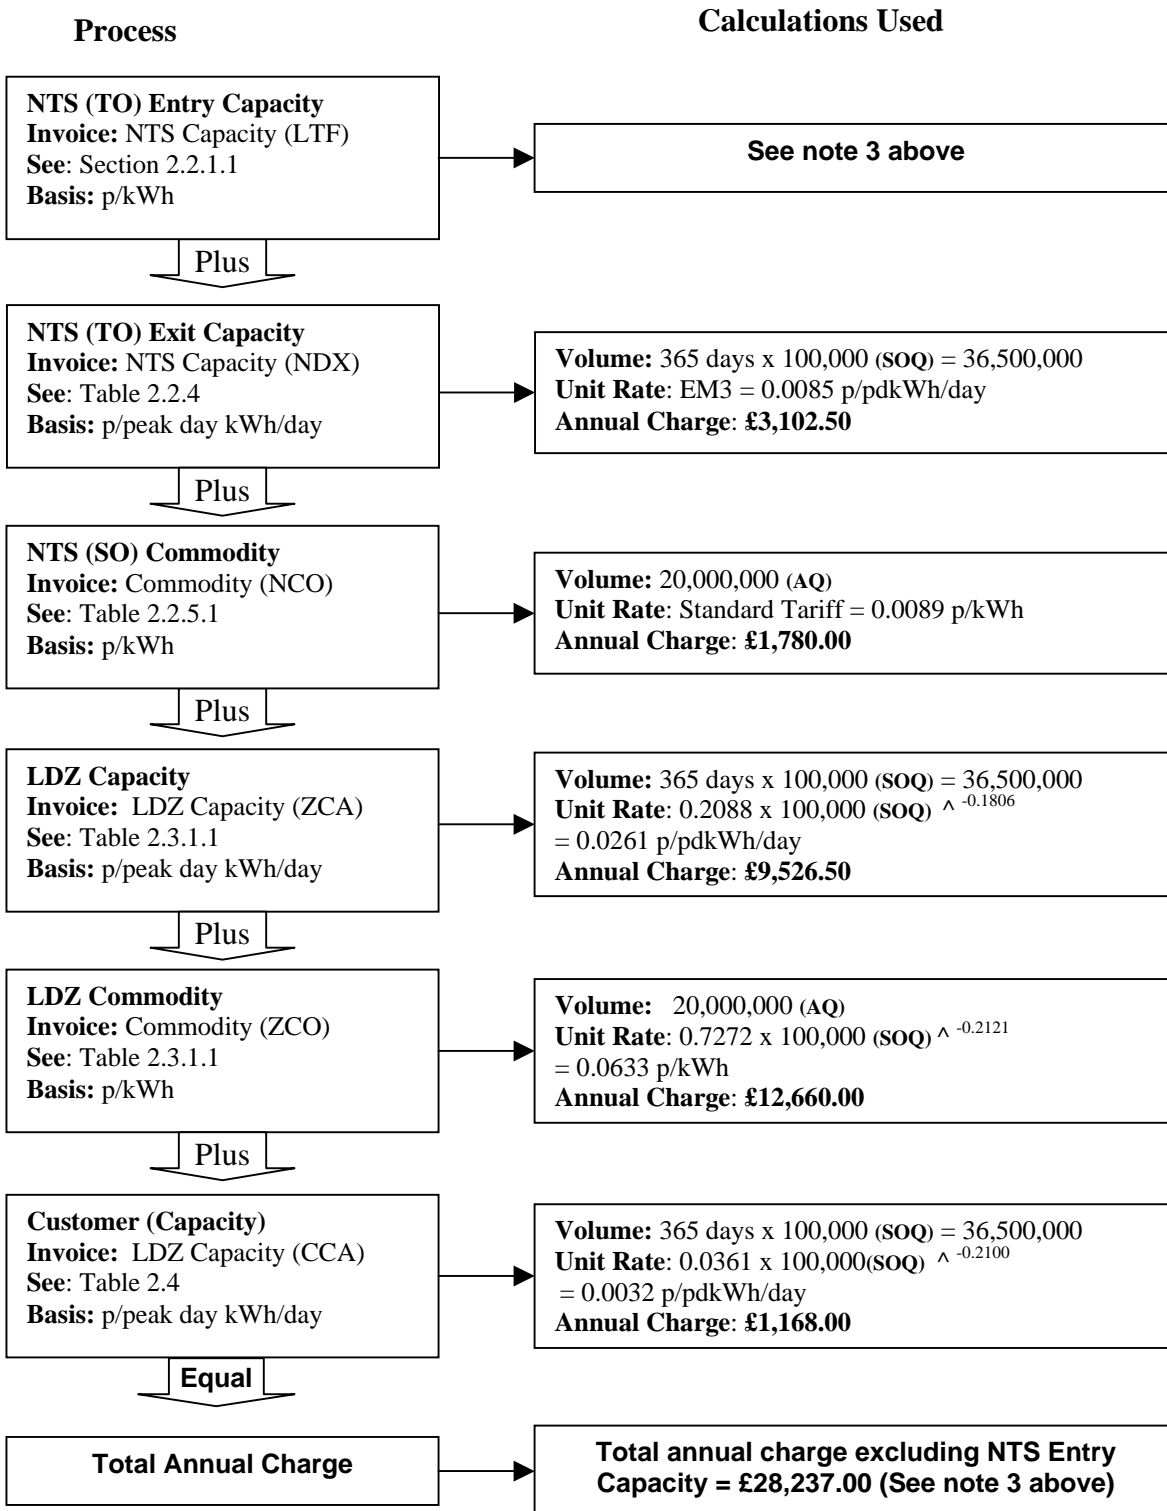 Process
Calculations Used
NTS (TO) Entry Capacity
Invoice: NTS Capacity (LTF)
See: Section 2.2.1.1
Basis: p/kWh
See note 3 above
Plus
NTS (TO) Exit Capacity
Invoice: NTS Capacity (NDX)
See: Table 2.2.4
Basis: p/peak day kWh/day
Volume: 365 days x 100,000 (SOQ) = 36,500,000
Unit Rate: EM3 = 0.0085 p/pdkWh/day
Annual Charge: £3,102.50
Plus
NTS (SO) Commodity
Invoice: Commodity (NCO)
See: Table 2.2.5.1
Basis: p/kWh
Volume: 20,000,000 (AQ)
Unit Rate: Standard Tariff = 0.0089 p/kWh
Annual Charge: £1,780.00
Plus
LDZ Capacity
Invoice: LDZ Capacity (ZCA)
See: Table 2.3.1.1
Basis: p/peak day kWh/day
Volume: 365 days x 100,000 (SOQ) = 36,500,000
Unit Rate: 0.2088 x 100,000 (SOQ) ^ -0.1806
= 0.0261 p/pdkWh/day
Annual Charge: £9,526.50
Plus
LDZ Commodity
Invoice: Commodity (ZCO)
See: Table 2.3.1.1
Basis: p/kWh
Volume: 20,000,000 (AQ)
Unit Rate: 0.7272 x 100,000 (SOQ) ^ -0.2121
= 0.0633 p/kWh
Annual Charge: £12,660.00
Plus
Customer (Capacity)
Invoice: LDZ Capacity (CCA)
See: Table 2.4
Basis: p/peak day kWh/day
Volume: 365 days x 100,000 (SOQ) = 36,500,000
Unit Rate: 0.0361 x 100,000(SOQ) ^ -0.2100
= 0.0032 p/pdkWh/day
Annual Charge: £1,168.00
Equal
Total Annual Charge
Total annual charge excluding NTS Entry
Capacity = £28,237.00 (See note 3 above)